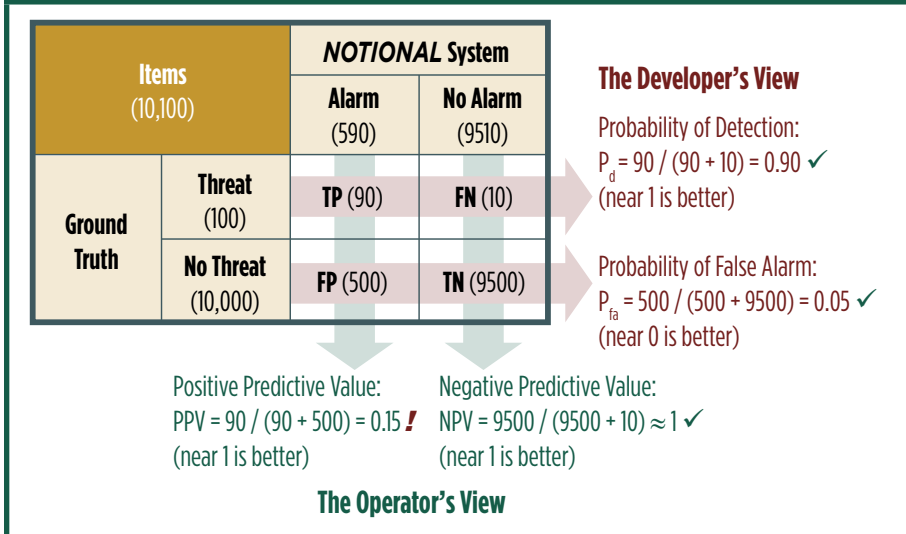 Items
(10,100)
NOTIONAL System
Alarm
(590)
No Alarm
(9510)
Ground
Truth
Threat
(100)
TP (90)
FN (10)
No Threat
(10,000)
FP (500)
TN (9500)
The Developer's View
Probability of Detection:
P_d = 90 / (90 + 10) = 0.90 ✓
(near 1 is better)
Probability of False Alarm:
P_fa = 500 / (500 + 9500) = 0.05 ✓
(near 0 is better)
Positive Predictive Value:
PPV = 90 / (90 + 500) = 0.15 !
(near 1 is better)
Negative Predictive Value:
NPV = 9500 / (9500 + 10) ≈ 1 ✓
(near 1 is better)
The Operator's View